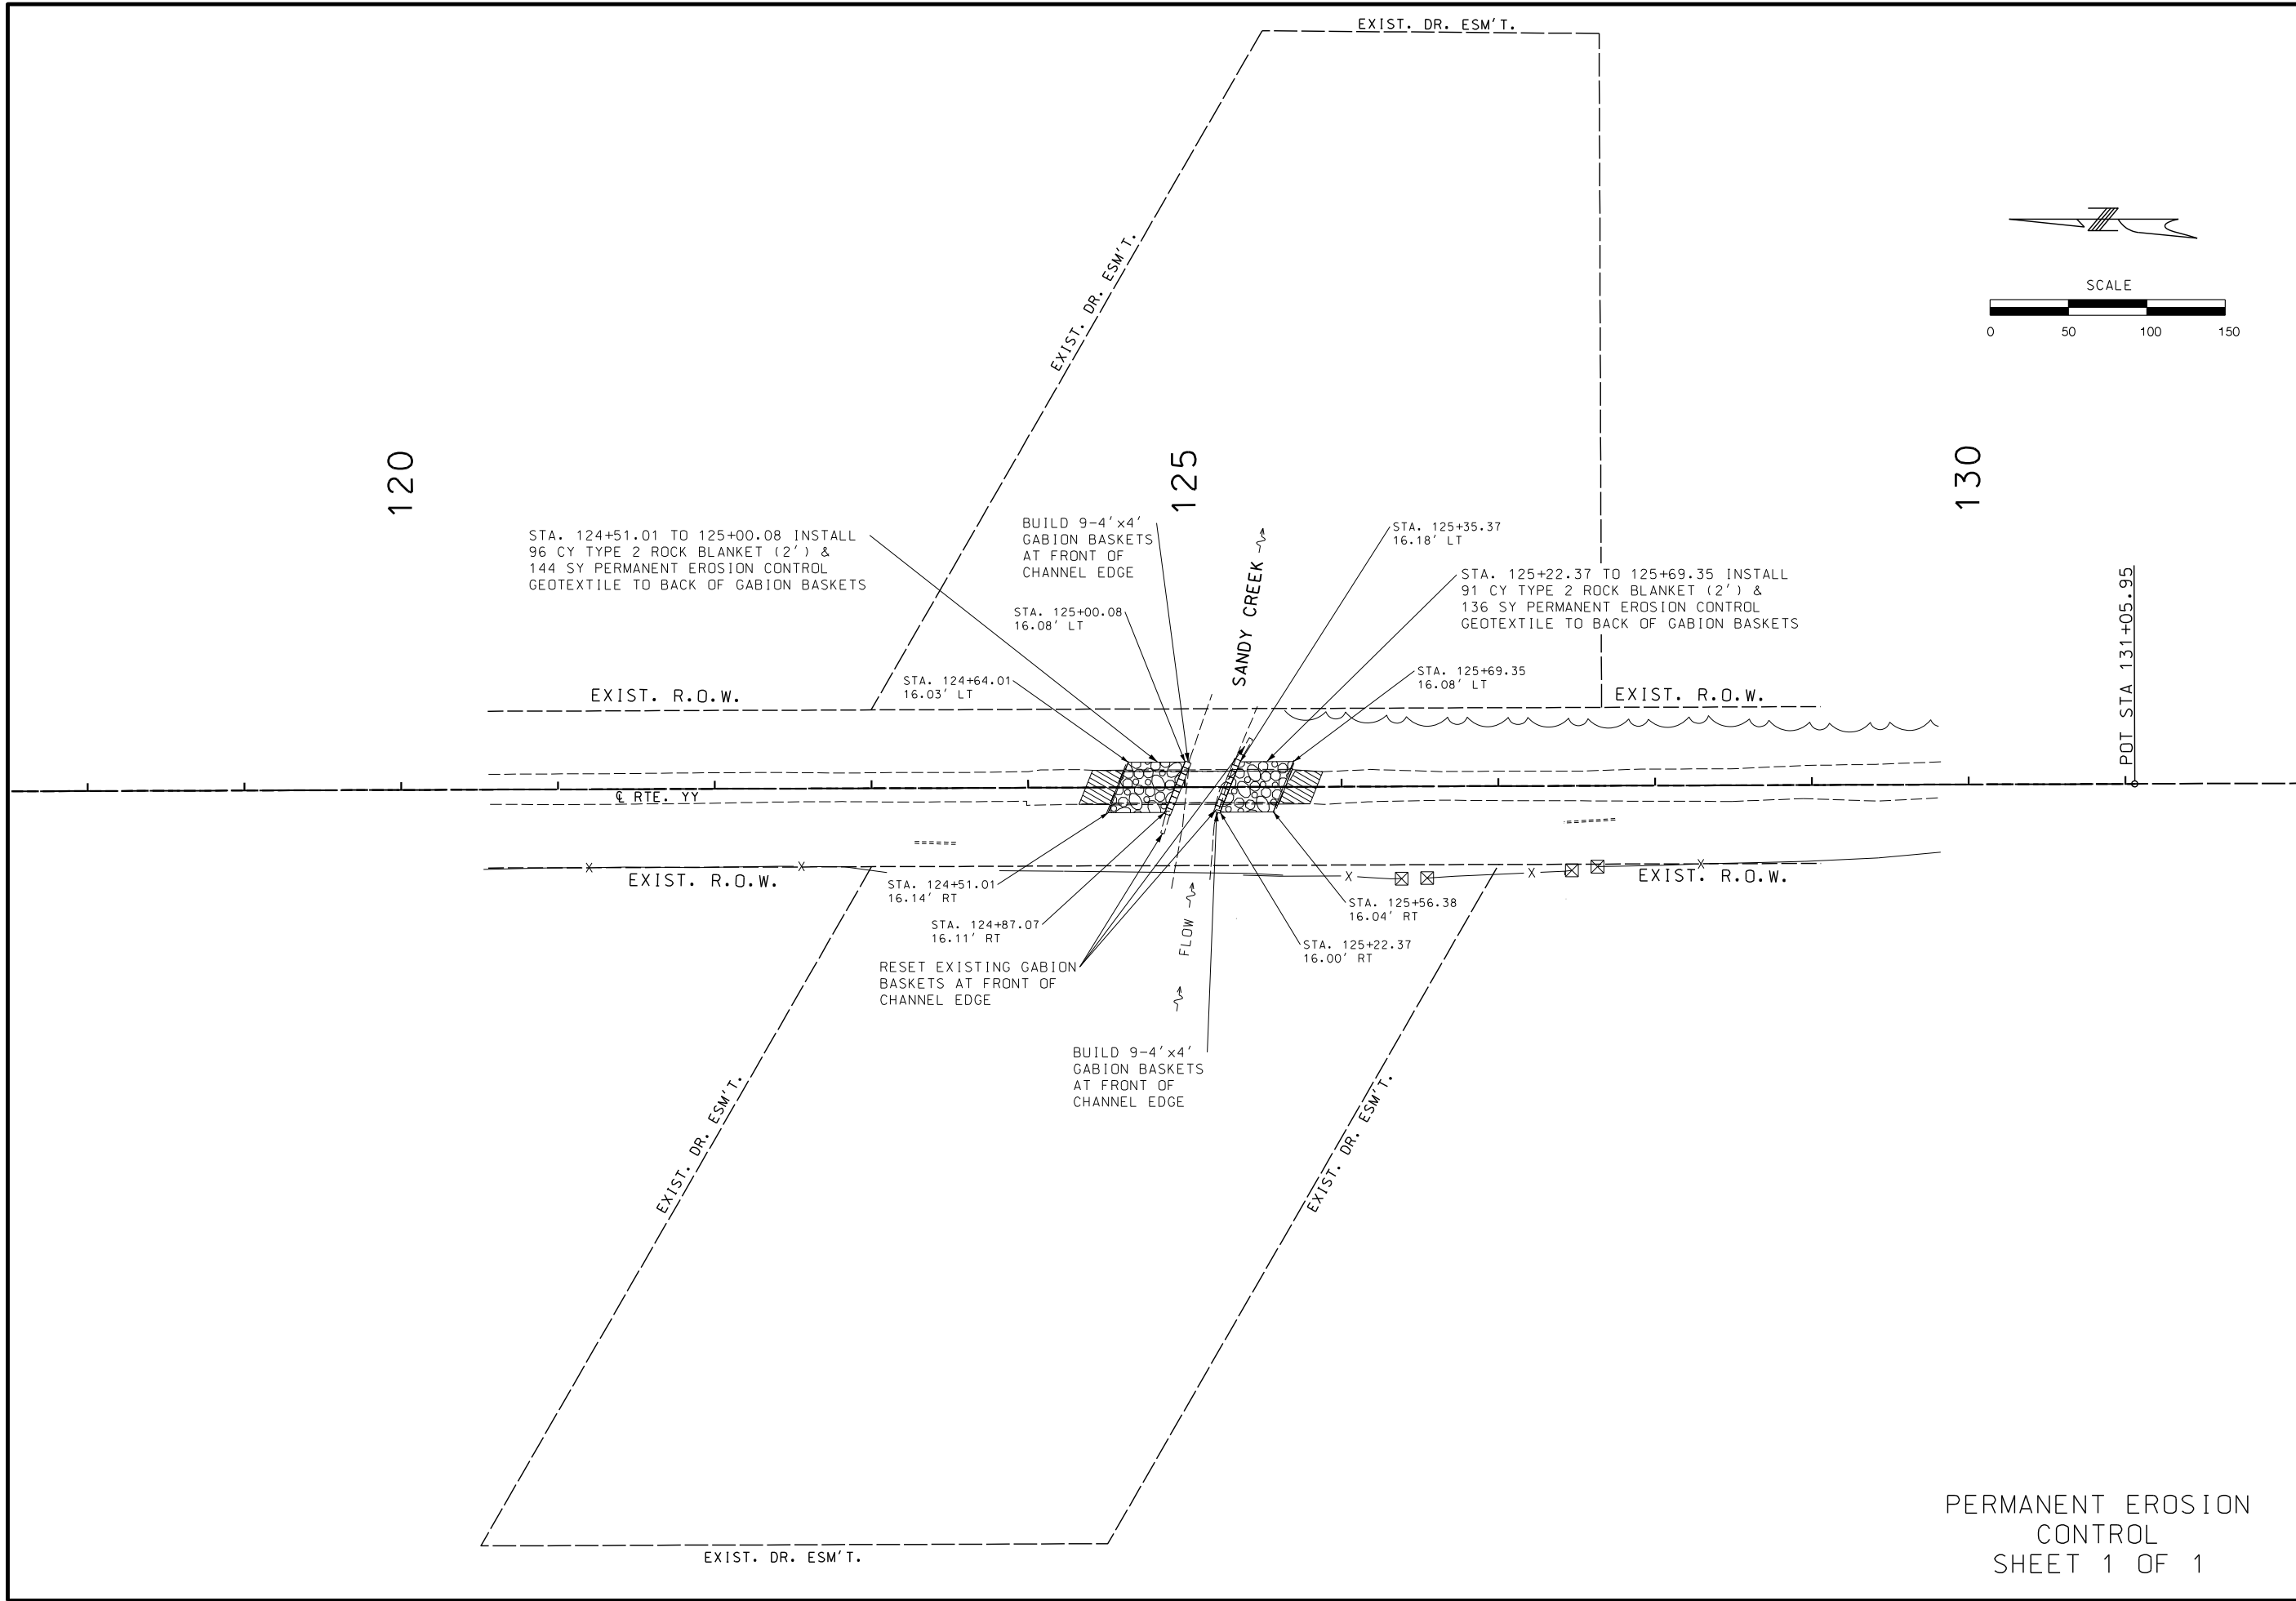 EXIST. DR. ESM'T.
EXIST. DR. ESM'T.
SCALE
0 50 100 150
120
125
130
STA. 124+51.01 TO 125+00.08 INSTALL
96 CY TYPE 2 ROCK BLANKET (2') &
144 SY PERMANENT EROSION CONTROL
GEOTEXTILE TO BACK OF GABION BASKETS
BUILD 9-4'x4'
GABION BASKETS
AT FRONT OF
CHANNEL EDGE
SANDY CREEK
STA. 125+35.37
16.18' LT
STA. 125+22.37 TO 125+69.35 INSTALL
91 CY TYPE 2 ROCK BLANKET (2') &
136 SY PERMANENT EROSION CONTROL
GEOTEXTILE TO BACK OF GABION BASKETS
POT STA 131+05.95
STA. 125+00.08
16.08' LT
STA. 124+64.01
16.03' LT
STA. 125+69.35
16.08' LT
EXIST. R.O.W.
EXIST. R.O.W.
℄ RTE. YY
X X X X X
EXIST. R.O.W.
EXIST. R.O.W.
STA. 124+51.01
16.14' RT
STA. 124+87.07
16.11' RT
FLOW
STA. 125+56.38
16.04' RT
STA. 125+22.37
16.00' RT
RESET EXISTING GABION
BASKETS AT FRONT OF
CHANNEL EDGE
BUILD 9-4'x4'
GABION BASKETS
AT FRONT OF
CHANNEL EDGE
EXIST. DR. ESM'T.
EXIST. DR. ESM'T.
EXIST. DR. ESM'T.
PERMANENT EROSION
CONTROL
SHEET 1 OF 1